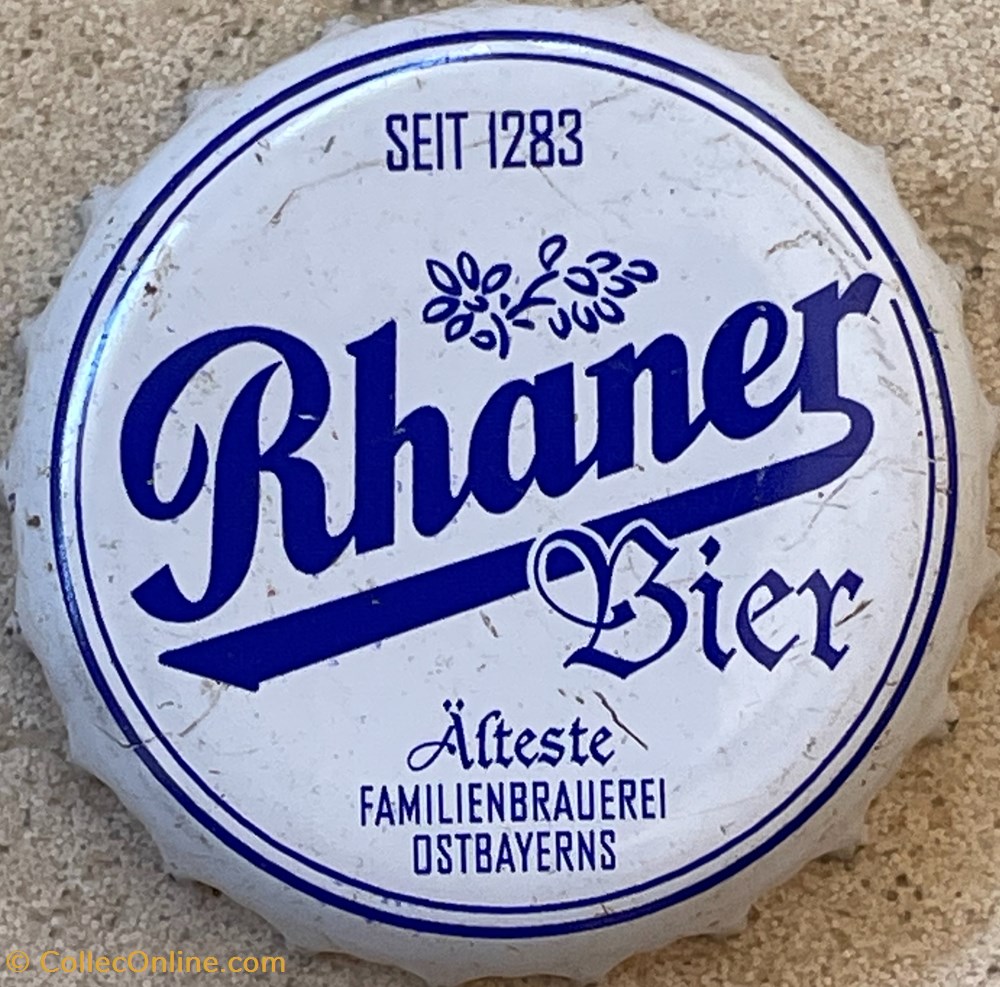 SEIT 1283
Rhaner
Bier
Älteste
FAMILIENBRAUEREI
OSTBAYERNS
© CollecOnline.com